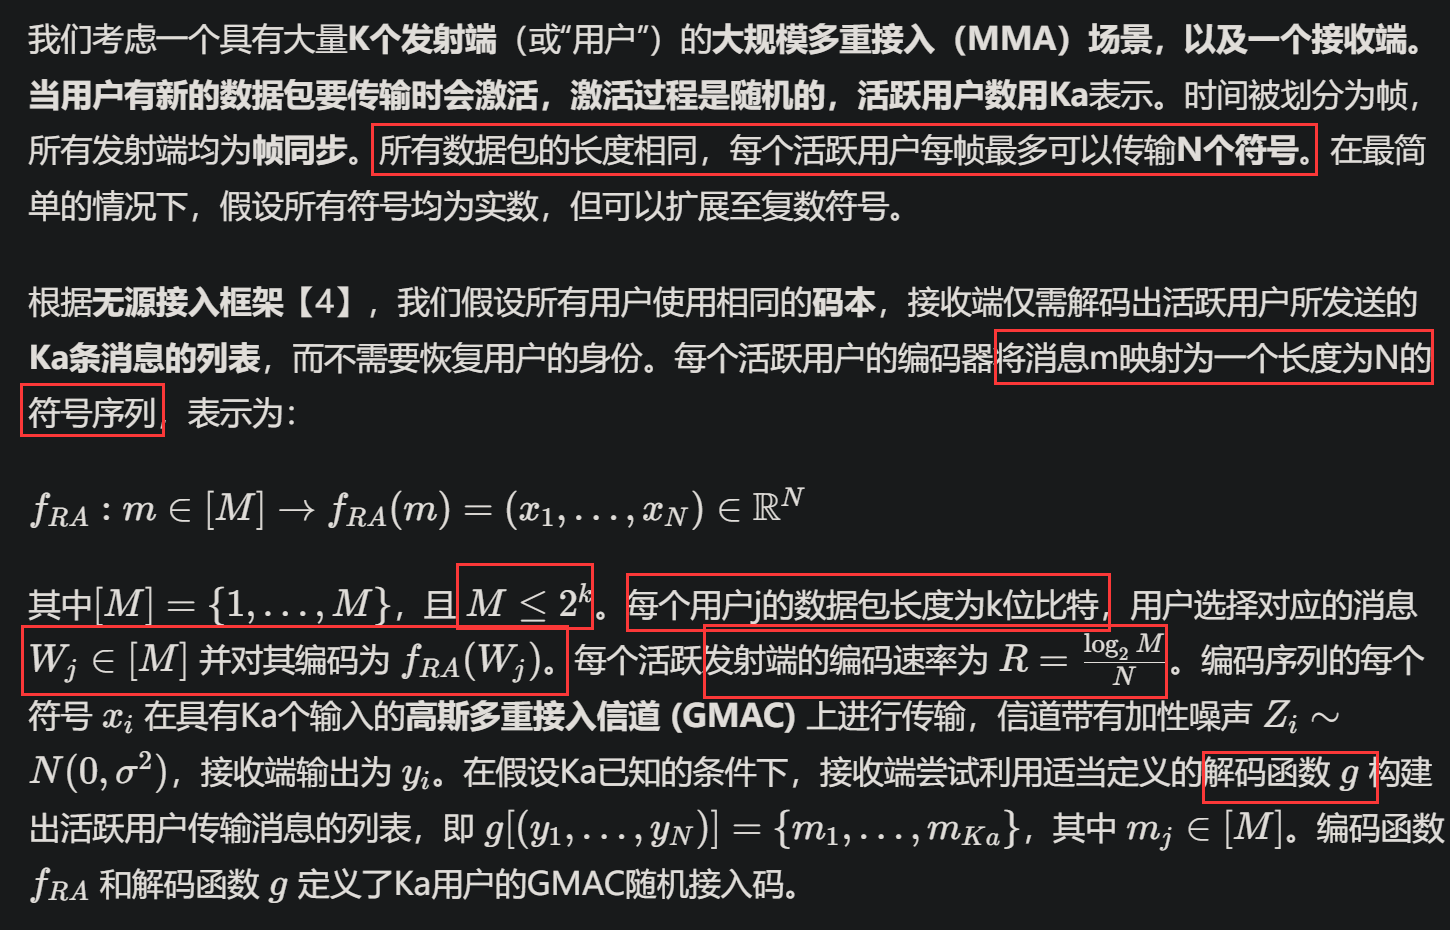 我们考虑一个具有大量K个发射端（或“用户”）的大规模多重接入（MMA）场景，以及一个接收端。
当用户有新的数据包要传输时会激活，激活过程是随机的，活跃用户数用Ka表示。时间被划分为帧，
所有发射端均为帧同步。所有数据包的长度相同，每个活跃用户每帧最多可以传输N个符号。在最简
单的情况下，假设所有符号均为实数，但可以扩展至复数符号。
根据无源接入框架【4】，我们假设所有用户使用相同的码本，接收端仅需解码出活跃用户所发送的
Ka条消息的列表，而不需要恢复用户的身份。每个活跃用户的编码器将消息m映射为一个长度为N的
符号序列，表示为：
f_{RA} : m ∈ [M] → f_{RA}(m) = (x_1, . . . , x_N) ∈ ℝ^N
其中[M] = {1, . . . , M}，且 M ≤ 2^k。每个用户j的数据包长度为k位比特，用户选择对应的消息
W_j ∈ [M] 并对其编码为 f_{RA}(W_j)。每个活跃发射端的编码速率为 R = \frac{\log_2 M}{N}。编码序列的每个
符号 x_i 在具有Ka个输入的高斯多重接入信道 (GMAC) 上进行传输，信道带有加性噪声 Z_i ∼
N(0, σ^2)，接收端输出为 y_i。在假设Ka已知的条件下，接收端尝试利用适当定义的解码函数 g 构建
出活跃用户传输消息的列表，即 g[(y_1, . . . , y_N)] = {m_1, . . . , m_{Ka}}，其中 m_j ∈ [M]。编码函数
f_{RA} 和解码函数 g 定义了Ka用户的GMAC随机接入码。